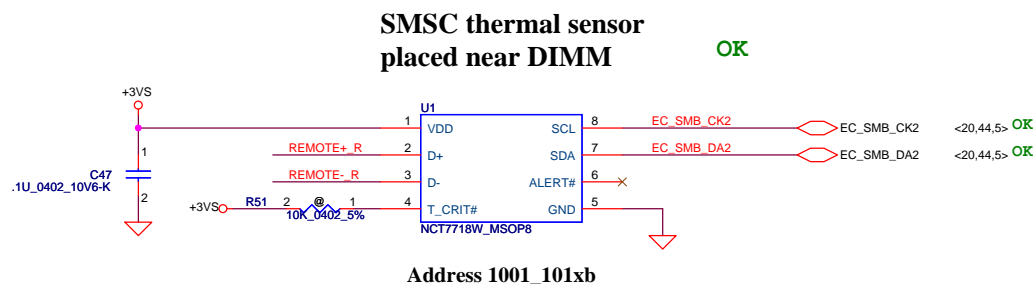 SMSC thermal sensor
placed near DIMM
OK
+3VS
U1
1 VDD SCL 8 EC_SMB_CK2 EC_SMB_CK2 <20,44,5> OK
REMOTE+_R 2 D+ SDA 7 EC_SMB_DA2 EC_SMB_DA2 <20,44,5> OK
REMOTE-_R 3 D- ALERT# 6
1
C47
.1U_0402_10V6-K
2
+3VS R51 2 @ 1 4 T_CRIT# GND 5
10K_0402_5%
NCT7718W_MSOP8
Address 1001_101xb